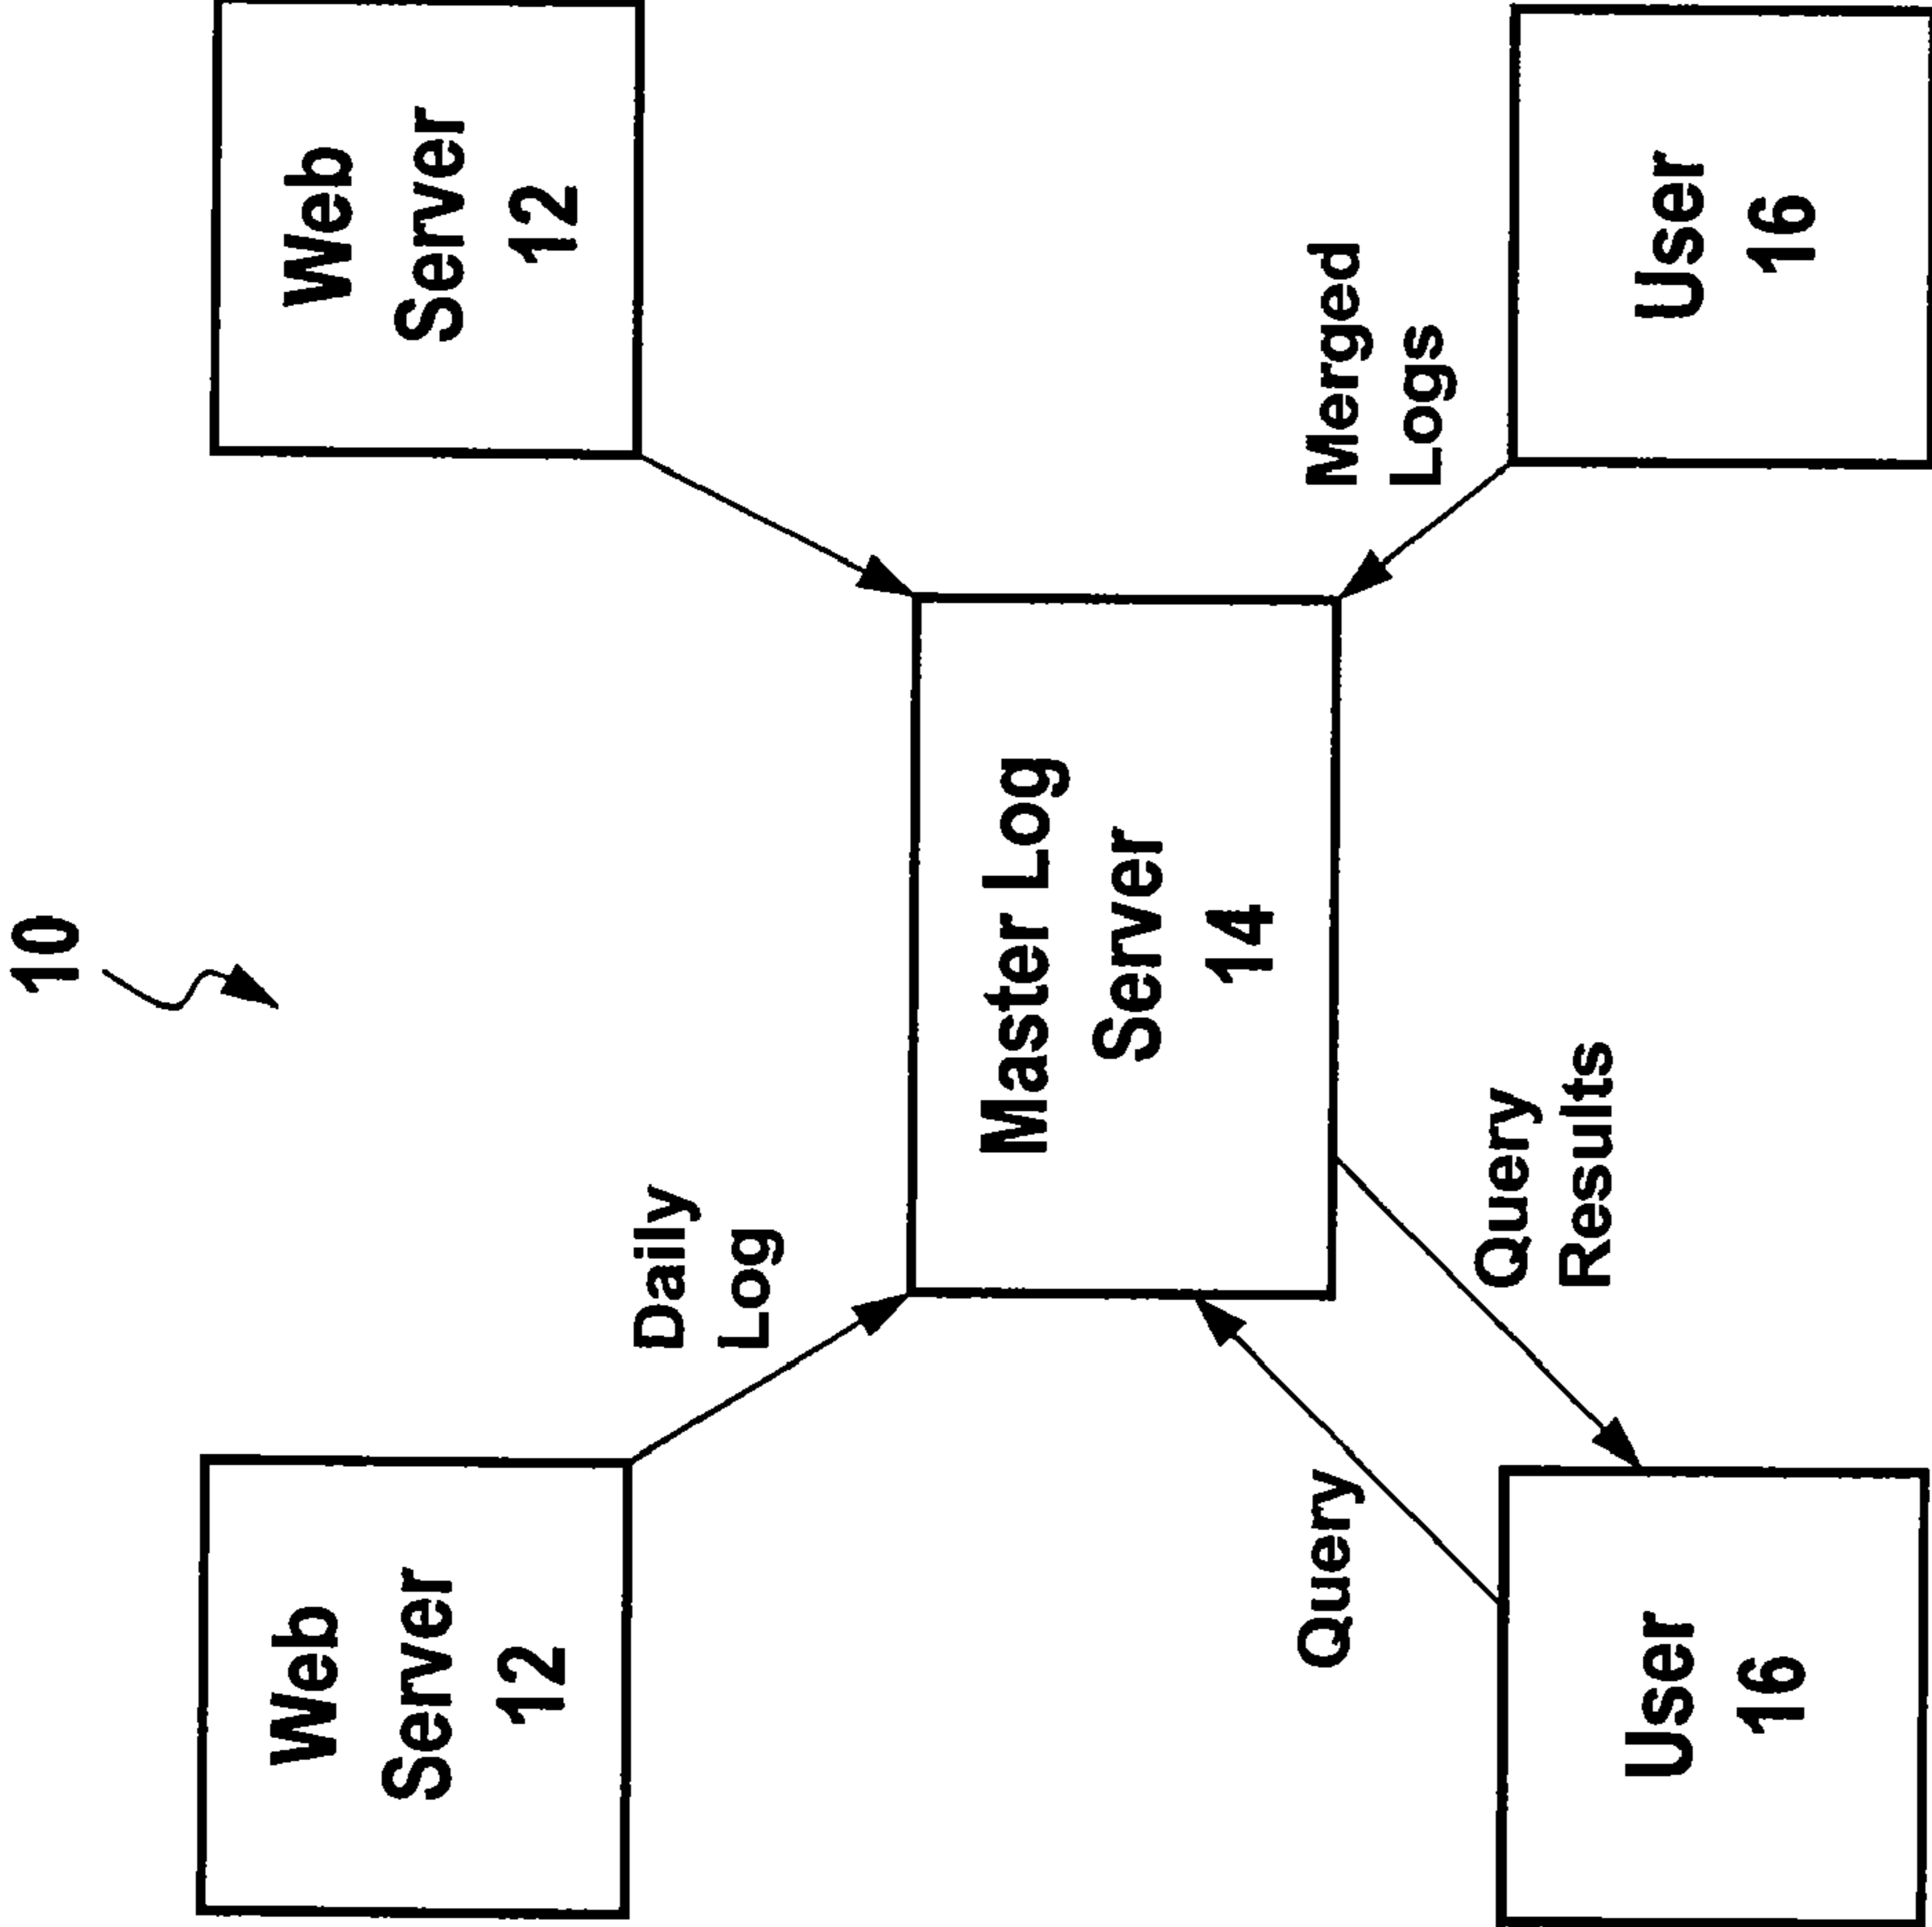 10
Web
Server
12
Web
Server
12
Daily
Log
Master Log
Server
14
Query
Query
Results
Merged
Logs
User
16
User
16